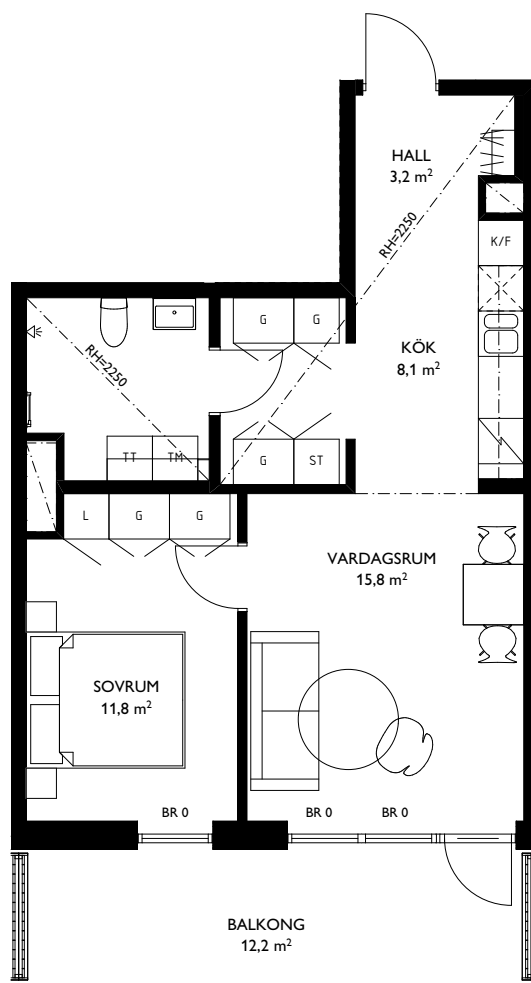 HALL
3,2 m²
RH=2250
K/F
G G
KÖK
8,1 m²
RH=2250
TT TM
G ST
L G G
VARDAGSRUM
15,8 m²
SOVRUM
11,8 m²
BR 0 BR 0 BR 0
BALKONG
12,2 m²